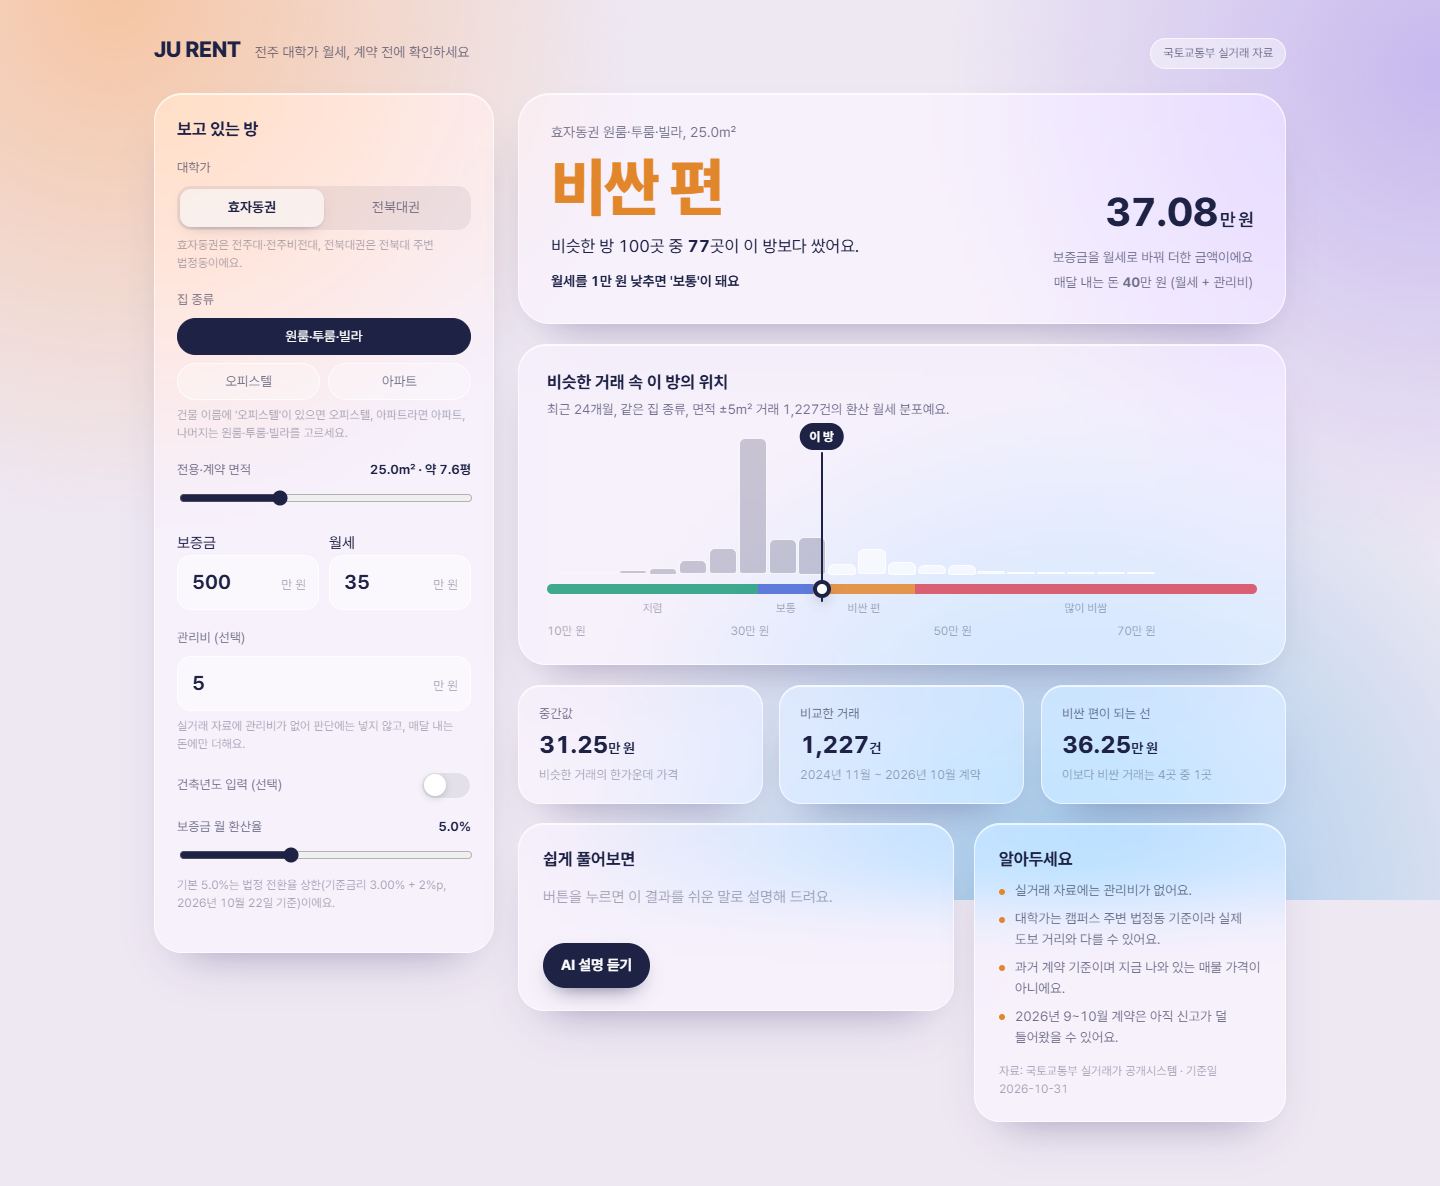 JU RENT
전주 대학가 월세, 계약 전에 확인하세요
국토교통부 실거래 자료
보고 있는 방
대학가
효자동권
전북대권
효자동권은 전주대·전주비전대, 전북대권은 전북대 주변
법정동이에요.
집 종류
원룸·투룸·빌라
오피스텔
아파트
건물 이름에 '오피스텔'이 있으면 오피스텔, 아파트라면 아파트,
나머지는 원룸·투룸·빌라를 고르세요.
전용·계약 면적
25.0m² · 약 7.6평
보증금
월세
500
만 원
35
만 원
관리비 (선택)
5
만 원
실거래 자료에 관리비가 없어 판단에는 넣지 않고, 매달 내는
돈에만 더해요.
건축년도 입력 (선택)
보증금 월 환산율
5.0%
기본 5.0%는 법정 전환율 상한(기준금리 3.00% + 2%p,
2026년 10월 22일 기준)이에요.
효자동권 원룸·투룸·빌라, 25.0m²
비싼 편
비슷한 방 100곳 중 77곳이 이 방보다 쌌어요.
월세를 1만 원 낮추면 '보통'이 돼요
37.08만 원
보증금을 월세로 바꿔 더한 금액이에요
매달 내는 돈 40만 원 (월세 + 관리비)
비슷한 거래 속 이 방의 위치
최근 24개월, 같은 집 종류, 면적 ±5m² 거래 1,227건의 환산 월세 분포예요.
이 방
저렴
보통
비싼 편
많이 비쌈
10만 원
30만 원
50만 원
70만 원
중간값
31.25만 원
비슷한 거래의 한가운데 가격
비교한 거래
1,227건
2024년 11월 ~ 2026년 10월 계약
비싼 편이 되는 선
36.25만 원
이보다 비싼 거래는 4곳 중 1곳
쉽게 풀어보면
버튼을 누르면 이 결과를 쉬운 말로 설명해 드려요.
AI 설명 듣기
알아두세요
실거래 자료에는 관리비가 없어요.
대학가는 캠퍼스 주변 법정동 기준이라 실제
도보 거리와 다를 수 있어요.
과거 계약 기준이며 지금 나와 있는 매물 가격이
아니에요.
2026년 9~10월 계약은 아직 신고가 덜
들어왔을 수 있어요.
자료: 국토교통부 실거래가 공개시스템 · 기준일
2026-10-31